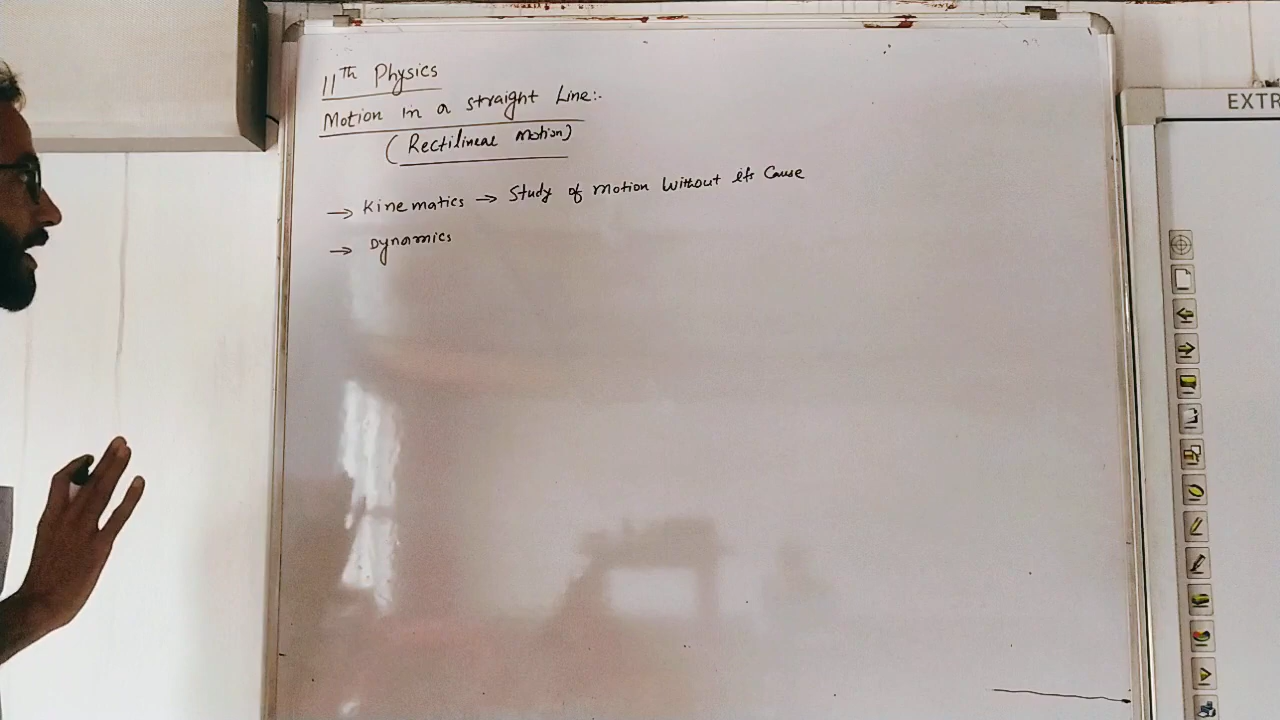 11Th Physics
Motion in a straight Line:-
(Rectilinear Motion)
→ Kinematics → Study of Motion Without its Cause
→ Dynamics
EXTR